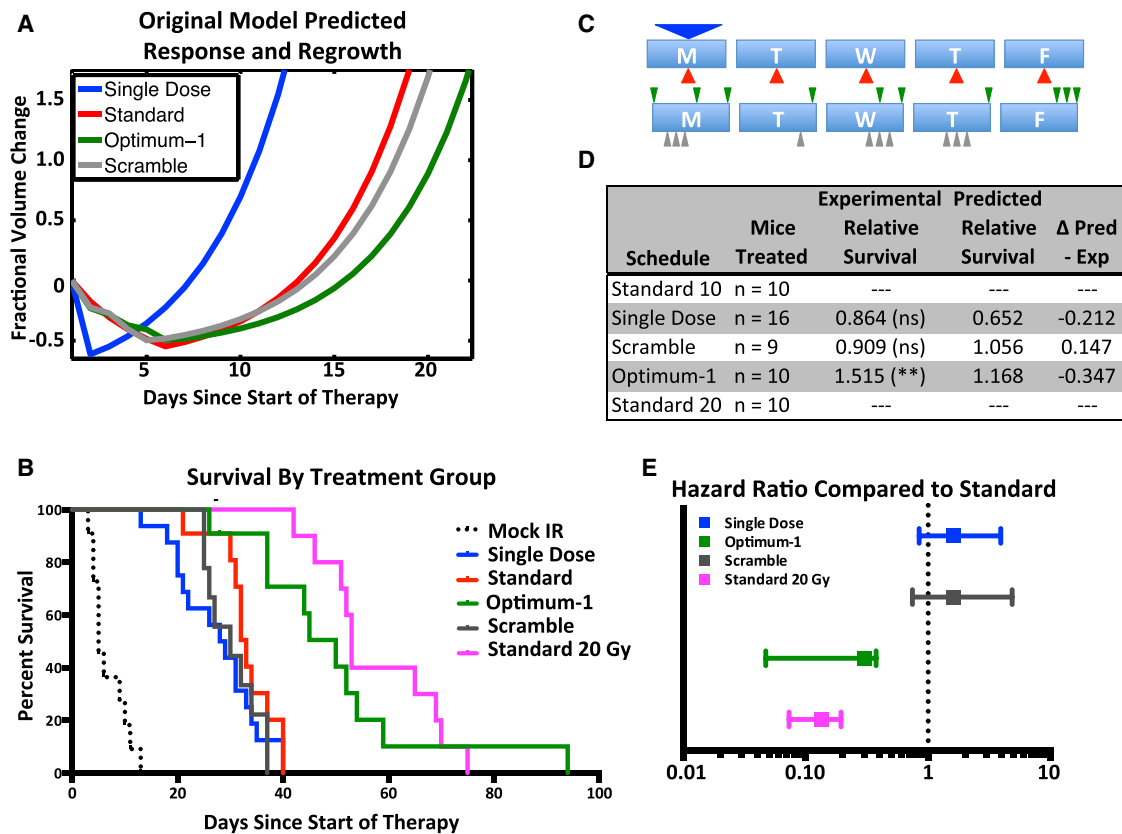 A
Original Model Predicted
Response and Regrowth
Fractional Volume Change
1.5
1.0
0.5
0
-0.5
Single Dose
Standard
Optimum–1
Scramble
5
10
15
20
Days Since Start of Therapy
B
Survival By Treatment Group
Percent Survival
100
80
60
40
20
0
Mock IR
Single Dose
Standard
Optimum-1
Scramble
Standard 20 Gy
0
20
40
60
80
100
Days Since Start of Therapy
C
M T W T F
M T W T F
D
Schedule
Mice
Treated
Experimental
Relative
Survival
Predicted
Relative
Survival
Δ Pred
- Exp
Standard 10 n = 10 --- --- ---
Single Dose n = 16 0.864 (ns) 0.652 -0.212
Scramble n = 9 0.909 (ns) 1.056 0.147
Optimum-1 n = 10 1.515 (**) 1.168 -0.347
Standard 20 n = 10 --- --- ---
E
Hazard Ratio Compared to Standard
Single Dose
Optimum-1
Scramble
Standard 20 Gy
0.01
0.10
1
10